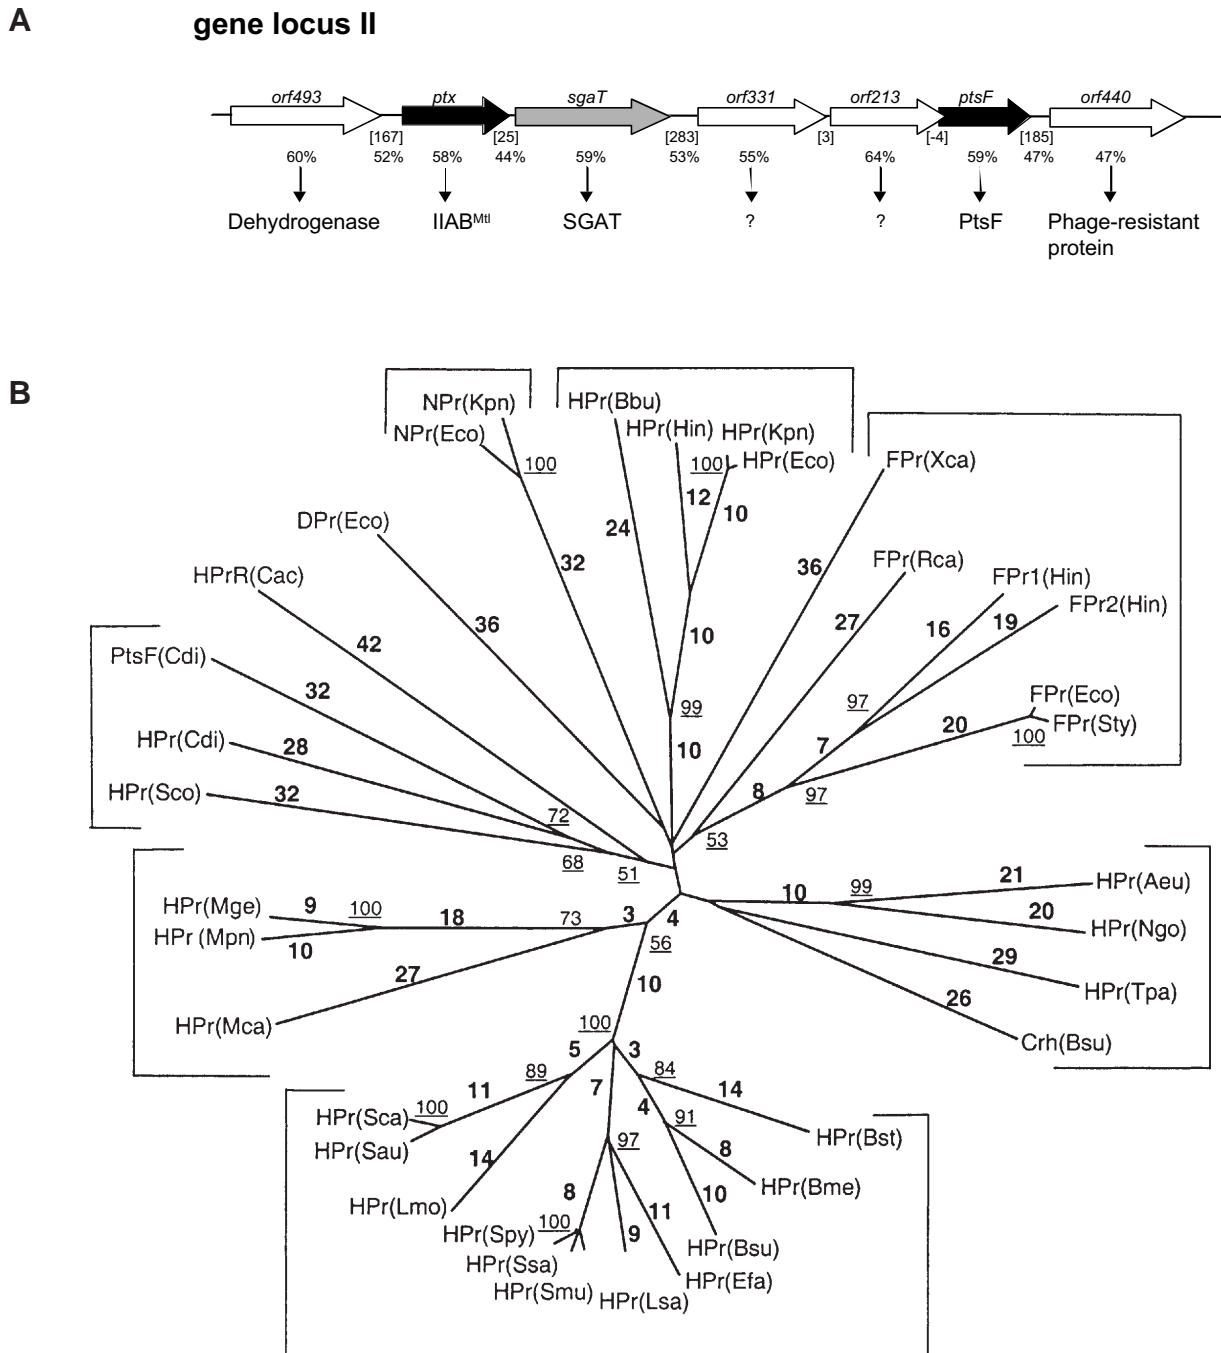 A
gene locus II
orf493 ptx sgaT orf331 orf213 ptsF orf440
[167] [25] [283] [3] [-4] [185]
60% 52% 58% 44% 59% 53% 55% 64% 59% 47% 47%
Dehydrogenase IIABMtl SGAT ? ? PtsF Phage-resistant
protein
B
NPr(Kpn) HPr(Bbu)
NPr(Eco) HPr(Hin) HPr(Kpn)
100 100 HPr(Eco) FPr(Xca)
12 10
DPr(Eco) 24
32 36 FPr(Rca)
HPrR(Cac) FPr1(Hin)
FPr2(Hin)
36 10 27 16 19
42
PtsF(Cdi)
32 99 97 20 FPr(Eco)
FPr(Sty)
HPr(Cdi) 28 10 7 100
HPr(Sco) 32 8 97
72
53
68 51
21 HPr(Aeu)
10 99
HPr(Mge) 9 100 18 73 3 4 20 HPr(Ngo)
HPr (Mpn) 10 56
27 10 29 HPr(Tpa)
26
HPr(Mca) 100 Crh(Bsu)
5 3
89 84
11 7 14
HPr(Sca) 100 4 91
HPr(Sau) 97 HPr(Bst)
14 8
8 10 HPr(Bme)
HPr(Lmo) 11
HPr(Spy) 100 9 HPr(Bsu)
HPr(Ssa)
HPr(Efa)
HPr(Smu) HPr(Lsa)